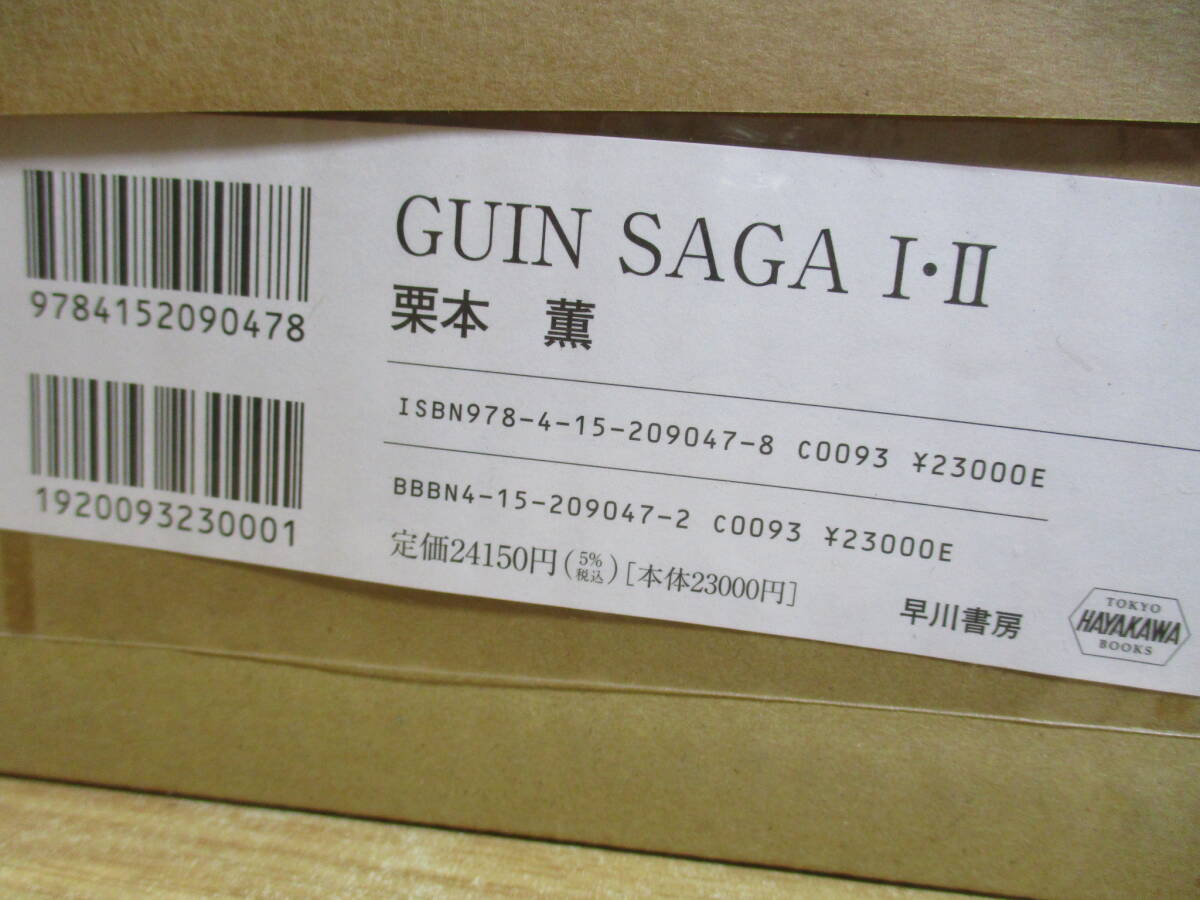 9784152090478
1920093230001
GUIN SAGA I・II
栗本 薫
ISBN978-4-15-209047-8 C0093 ¥23000E
BBBN4-15-209047-2 C0093 ¥23000E
定価24150円(5%税込)[本体23000円]
早川書房
TOKYO
HAYAKAWA
BOOKS